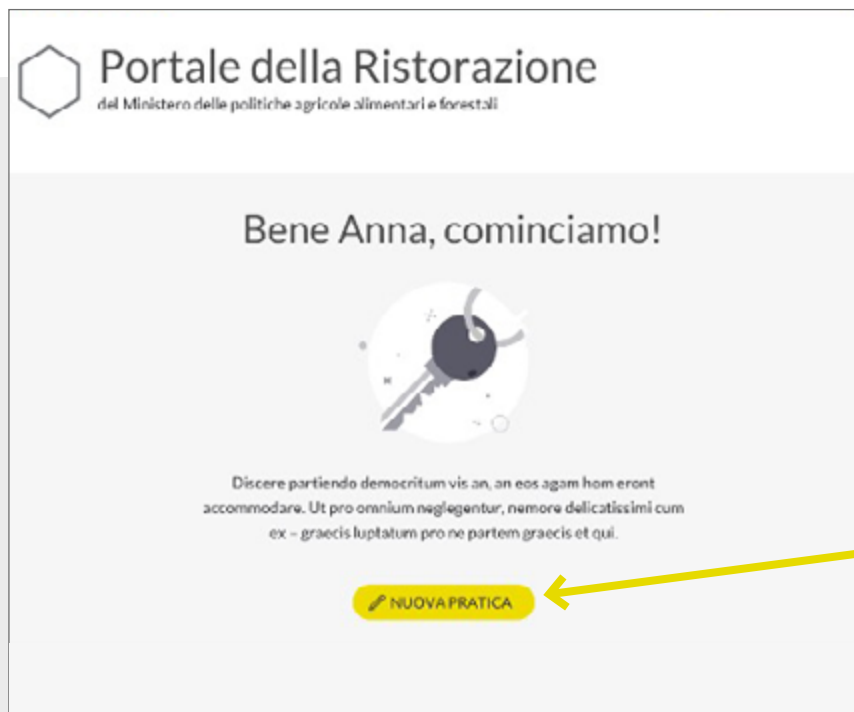 Portale della Ristorazione
del Ministero delle politiche agricole alimentari e forestali
Bene Anna, cominciamo!
Discere partiendo democritum vis an, an eos agam hom eront
accommodare. Ut pro omnium neglegentur, nemore delicatissimi cum
ex – graecis luptatum pro ne partem graecis et qui.
NUOVA PRATICA